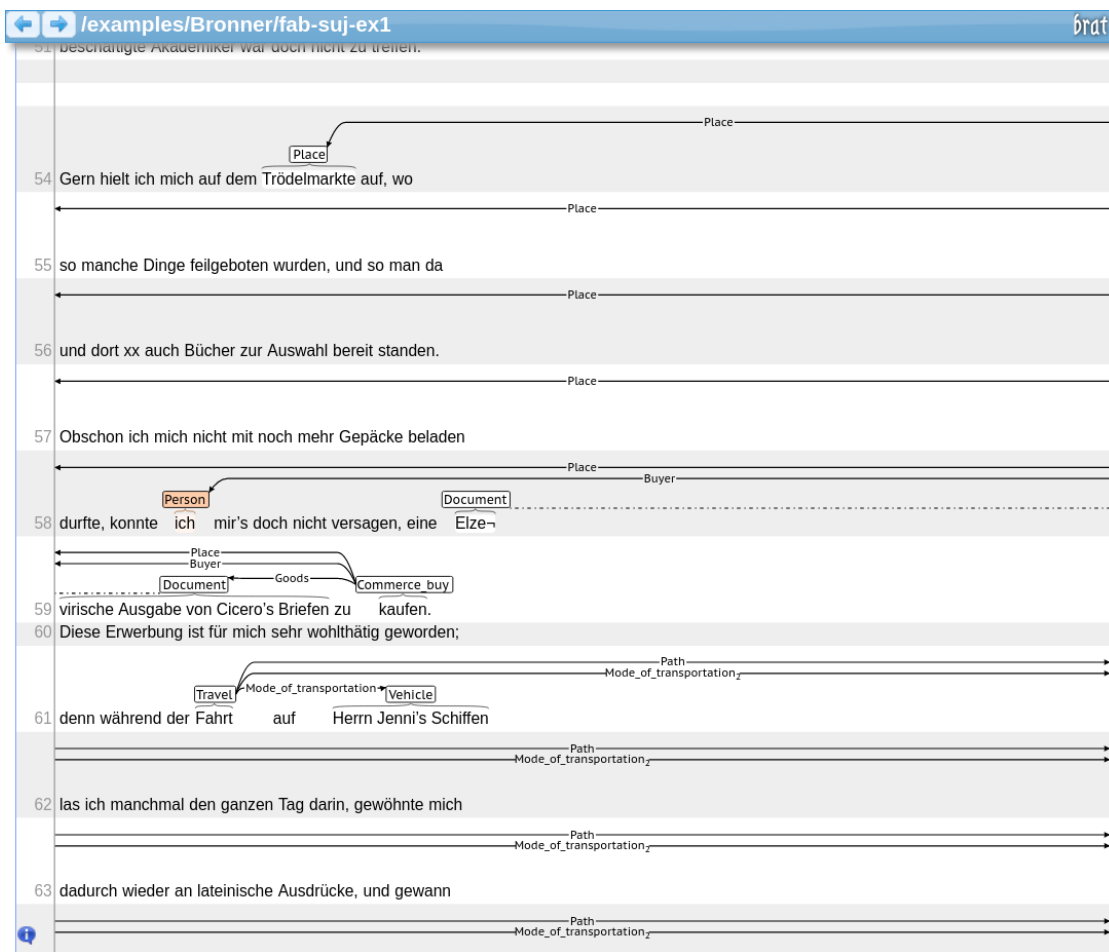 /examples/Bronner/fab-suj-ex1
brat
51 beschäftigte Akademiker war doch nicht zu treffen.
Place
Place
54 Gern hielt ich mich auf dem Trödelmarkte auf, wo
Place
55 so manche Dinge feilgeboten wurden, und so man da
Place
56 und dort xx auch Bücher zur Auswahl bereit standen.
Place
57 Obschon ich mich nicht mit noch mehr Gepäcke beladen
Place
Buyer
Person Document
58 durfte, konnte ich mir’s doch nicht versagen, eine Elze¬
Place
Buyer
Document Goods Commerce_buy
59 virische Ausgabe von Cicero’s Briefen zu kaufen.
60 Diese Erwerbung ist für mich sehr wohlthätig geworden;
Path
Mode_of_transportation2
Travel Mode_of_transportation Vehicle
61 denn während der Fahrt auf Herrn Jenni’s Schiffen
Path
Mode_of_transportation2
62 las ich manchmal den ganzen Tag darin, gewöhnte mich
Path
Mode_of_transportation2
63 dadurch wieder an lateinische Ausdrücke, und gewann
Path
Mode_of_transportation2